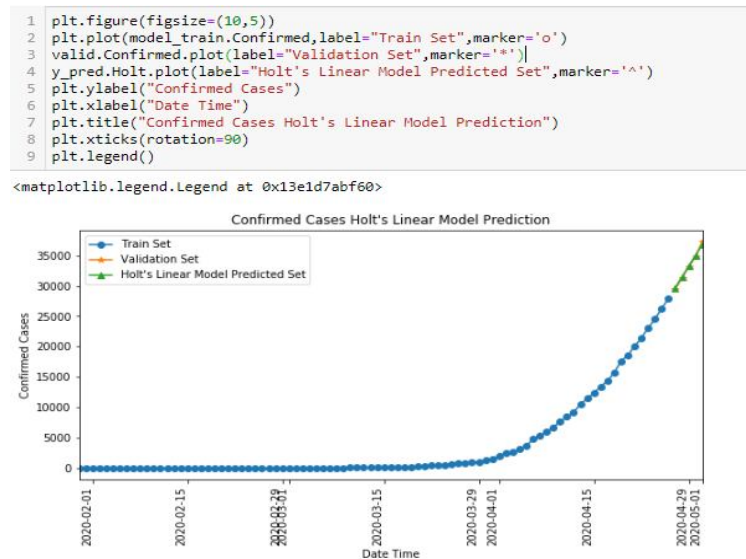 1 plt.figure(figsize=(10,5))
2 plt.plot(model_train.Confirmed,label="Train Set",marker='o')
3 valid.Confirmed.plot(label="Validation Set",marker='*')
4 y_pred.Holt.plot(label="Holt's Linear Model Predicted Set",marker='^')
5 plt.ylabel("Confirmed Cases")
6 plt.xlabel("Date Time")
7 plt.title("Confirmed Cases Holt's Linear Model Prediction")
8 plt.xticks(rotation=90)
9 plt.legend()
<matplotlib.legend.Legend at 0x13e1d7abf60>
Confirmed Cases Holt's Linear Model Prediction
Train Set
Validation Set
Holt's Linear Model Predicted Set
Confirmed Cases
35000
30000
25000
20000
15000
10000
5000
0
2020-02-01
2020-02-15
2020-02-29
2020-03-01
2020-03-15
2020-03-29
2020-04-01
2020-04-15
2020-04-29
2020-05-01
Date Time